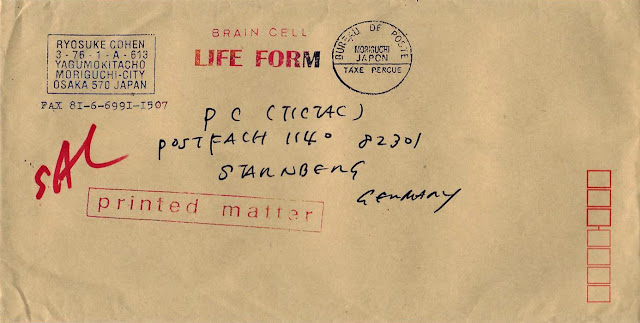 RYOSUKE COHEN
3-76-1-A-613
YAGUMOKITACHO
MORIGUCHI-CITY
OSAKA 570 JAPAN
FAX 81-6-6991-1507
BRAIN CELL
LIFE FORM
BUREAU DE POSTE
MORIGUCHI
JAPON
TAXE PERCUE
P C (TICTAC)
POSTFACH 1140 82301
STARNBERG
GERMANY
SAL
printed matter